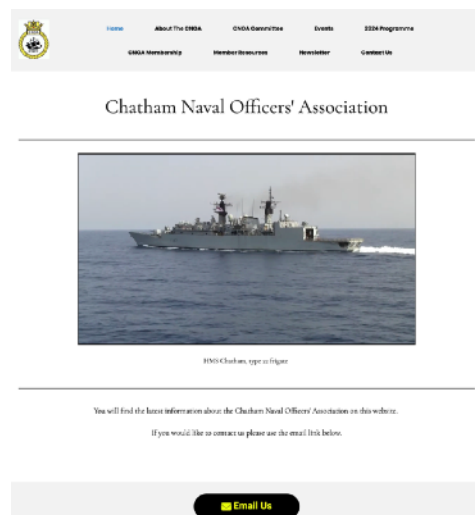 Home About The CNOA CNOA Committee Events 2024 Programme
CNOA Membership Member Resources Newsletter Contact Us
Chatham Naval Officers' Association
HMS Chatham, type 22 frigate
You will find the latest information about the Chatham Naval Officers' Association on this website.
If you would like to contact us please use the email link below.
Email Us